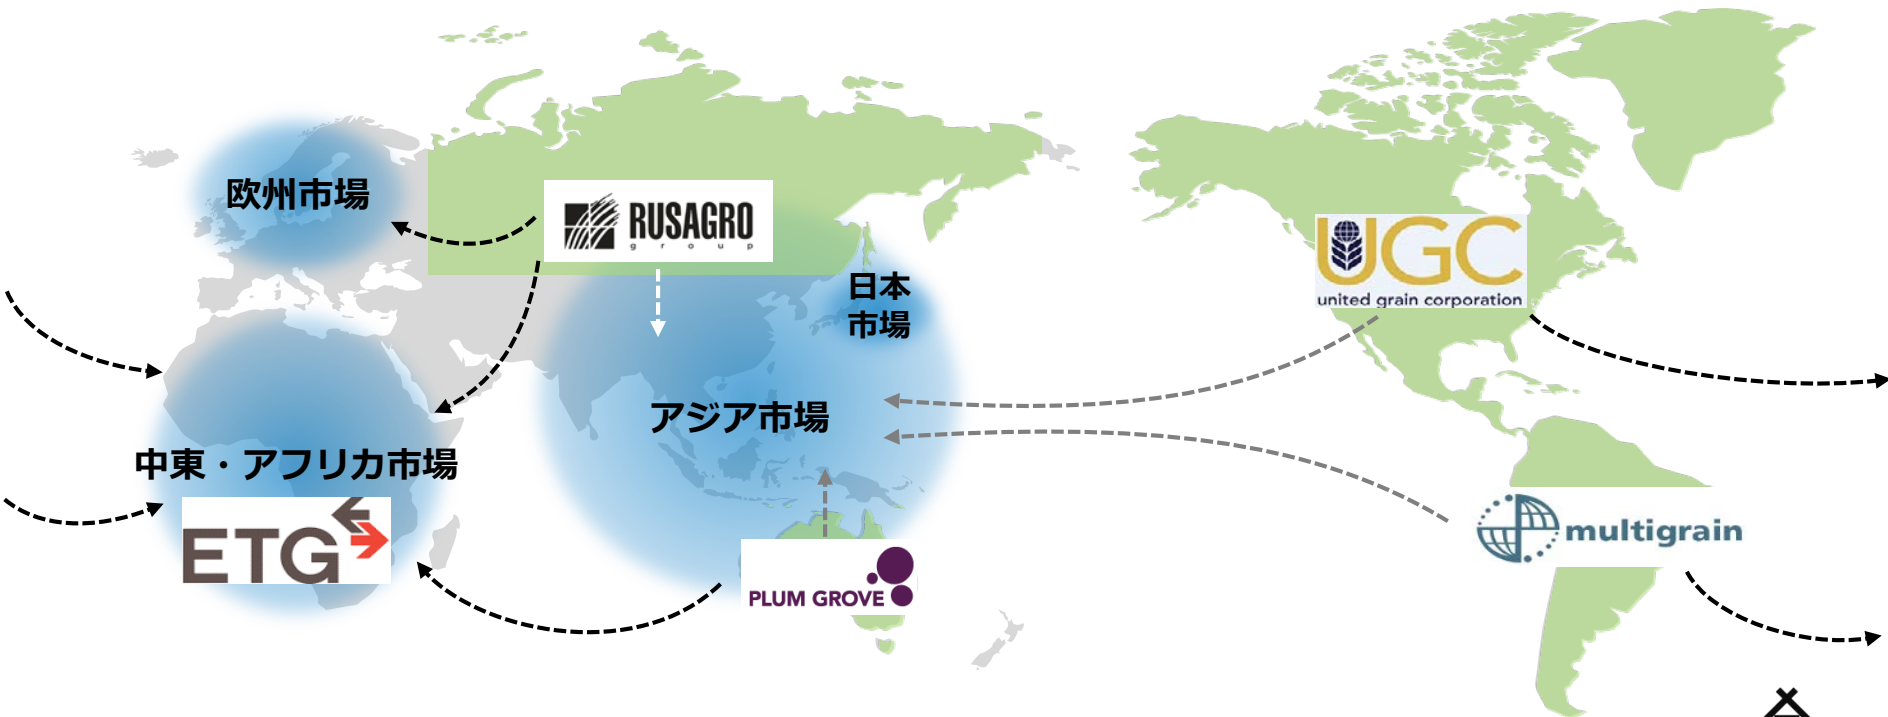 欧州市場
RUSAGRO
group
日本
市場
UGC
united grain corporation
アジア市場
中東・アフリカ市場
ETG
multigrain
PLUM GROVE